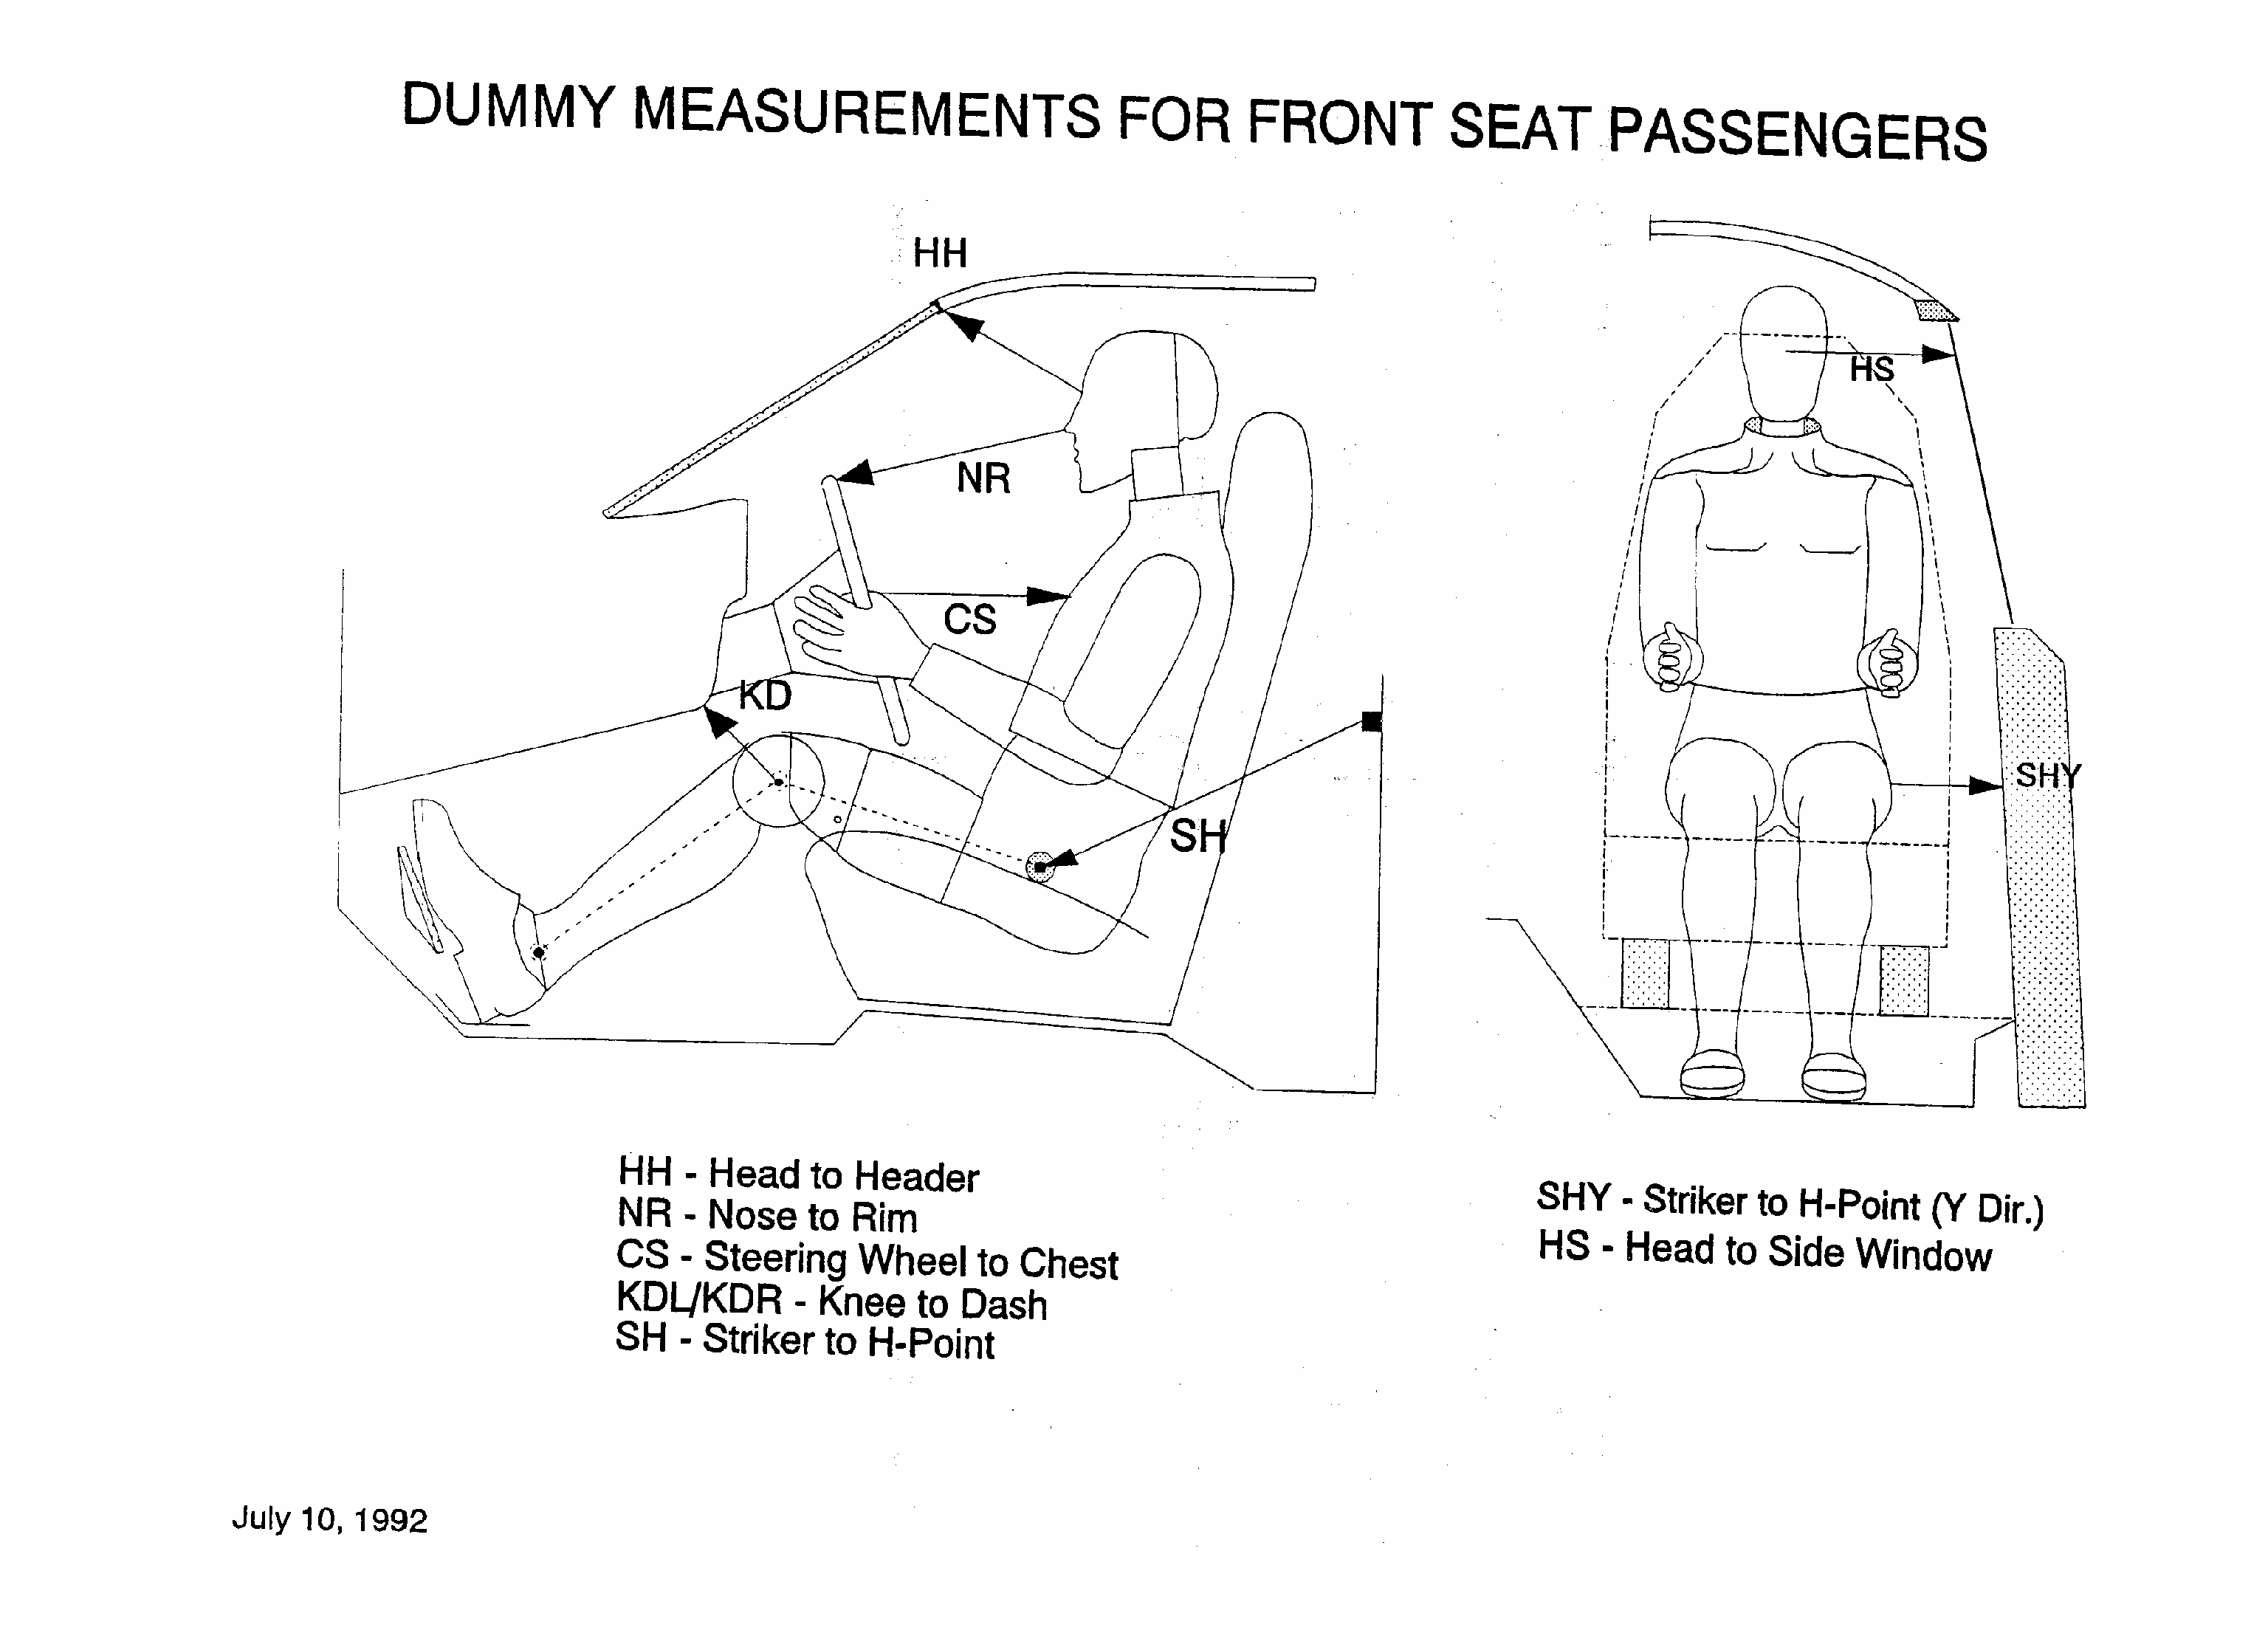 DUMMY MEASUREMENTS FOR FRONT SEAT PASSENGERS
HH
HS
NR
CS
KD
SHY
SH
HH - Head to Header
NR - Nose to Rim
CS - Steering Wheel to Chest
KDL/KDR - Knee to Dash
SH - Striker to H-Point
SHY - Striker to H-Point (Y Dir.)
HS - Head to Side Window
July 10, 1992